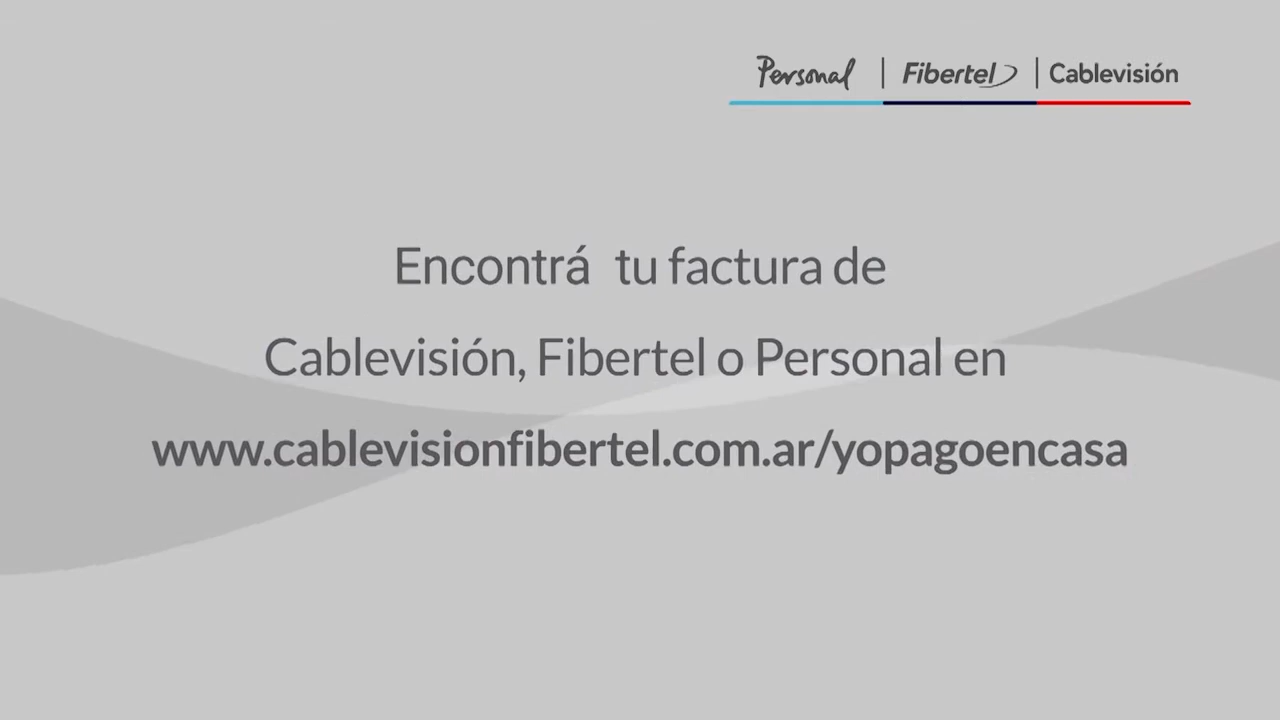 Personal | Fibertel | Cablevisión
Encontrá tu factura de
Cablevisión, Fibertel o Personal en
www.cablevisionfibertel.com.ar/yopagoencasa